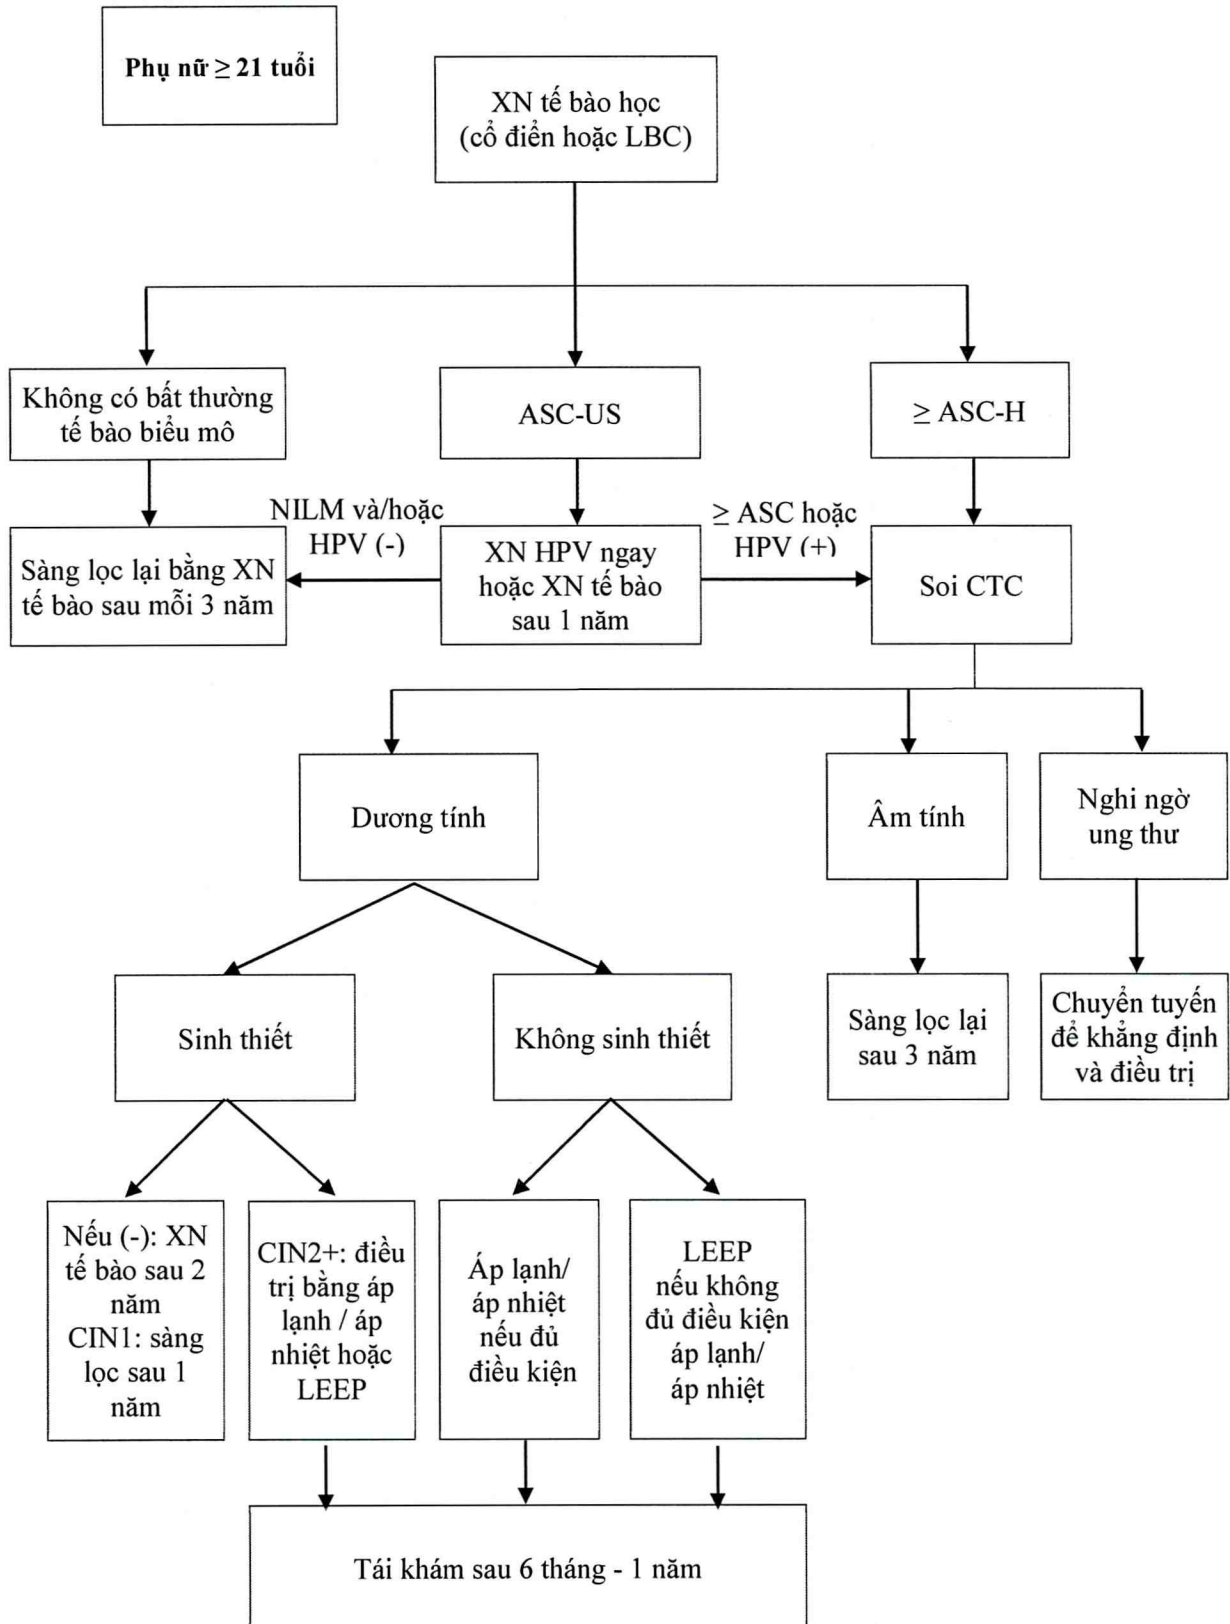 Phụ nữ ≥ 21 tuổi
XN tế bào học
(cổ điển hoặc LBC)
Không có bất thường
tế bào biểu mô
ASC-US
≥ ASC-H
NILM và/hoặc
HPV (-)
≥ ASC hoặc
HPV (+)
Sàng lọc lại bằng XN
tế bào sau mỗi 3 năm
XN HPV ngay
hoặc XN tế bào
sau 1 năm
Soi CTC
Dương tính
Âm tính
Nghi ngờ
ung thư
Sinh thiết
Không sinh thiết
Sàng lọc lại
sau 3 năm
Chuyển tuyến
để khẳng định
và điều trị
Nếu (-): XN
tế bào sau 2
năm
CIN1: sàng
lọc sau 1
năm
CIN2+: điều
trị bằng áp
lạnh / áp
nhiệt hoặc
LEEP
Áp lạnh/
áp nhiệt
nếu đủ
điều kiện
LEEP
nếu không
đủ điều kiện
áp lạnh/
áp nhiệt
Tái khám sau 6 tháng - 1 năm